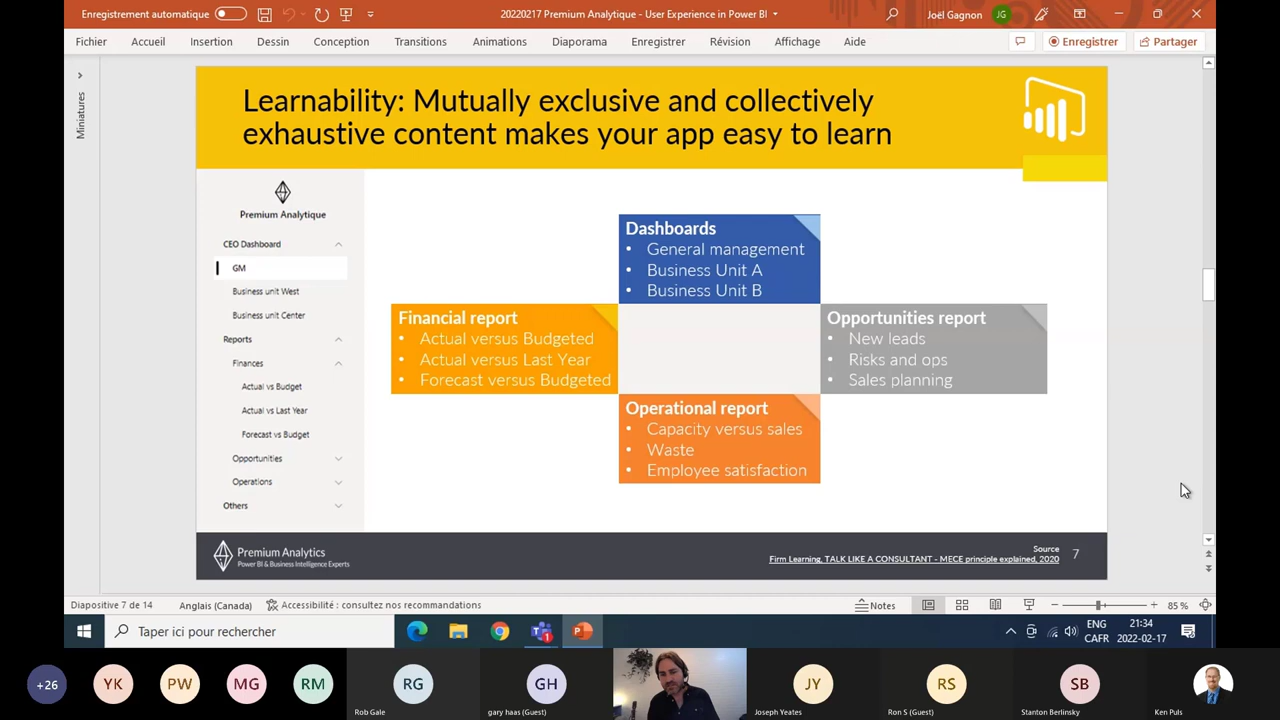 Enregistrement automatique
20220217 Premium Analytique - User Experience in Power BI
Joël Gagnon
JG
Fichier
Accueil
Insertion
Dessin
Conception
Transitions
Animations
Diaporama
Enregistrer
Révision
Affichage
Aide
Enregistrer
Partager
Miniatures
Learnability: Mutually exclusive and collectively
exhaustive content makes your app easy to learn
Premium Analytique
CEO Dashboard
GM
Business unit West
Business unit Center
Reports
Finances
Actual vs Budget
Actual vs Last Year
Forecast vs Budget
Opportunities
Operations
Others
Dashboards
• General management
• Business Unit A
• Business Unit B
Financial report
• Actual versus Budgeted
• Actual versus Last Year
• Forecast versus Budgeted
Opportunities report
• New leads
• Risks and ops
• Sales planning
Operational report
• Capacity versus sales
• Waste
• Employee satisfaction
Premium Analytics
Power BI & Business Intelligence Experts
Source
Firm Learning, TALK LIKE A CONSULTANT - MECE principle explained, 2020
7
Diapositive 7 de 14
Anglais (Canada)
Accessibilité : consultez nos recommandations
Notes
85 %
Taper ici pour rechercher
ENG
CAFR
21:34
2022-02-17
+26
YK
PW
MG
RM
RG
Rob Gale
GH
gary haas (Guest)
JY
Joseph Yeates
RS
Ron S (Guest)
SB
Stanton Berlinsky
Ken Puls